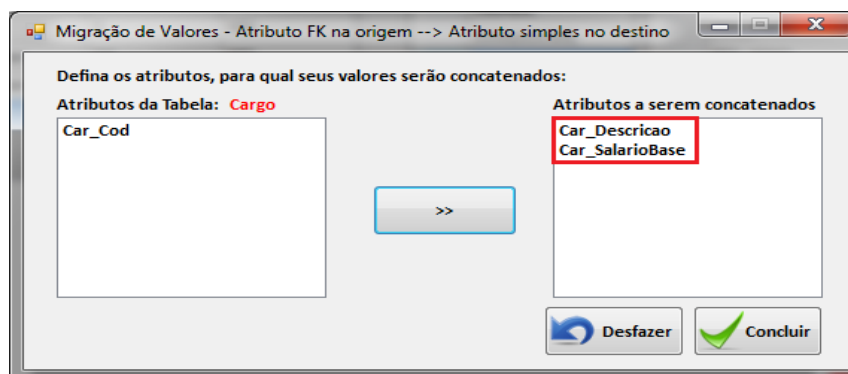 Migração de Valores - Atributo FK na origem --> Atributo simples no destino
Defina os atributos, para qual seus valores serão concatenados:
Atributos da Tabela: Cargo
Atributos a serem concatenados
Car_Cod
Car_Descricao
Car_SalarioBase
>>
Desfazer
Concluir